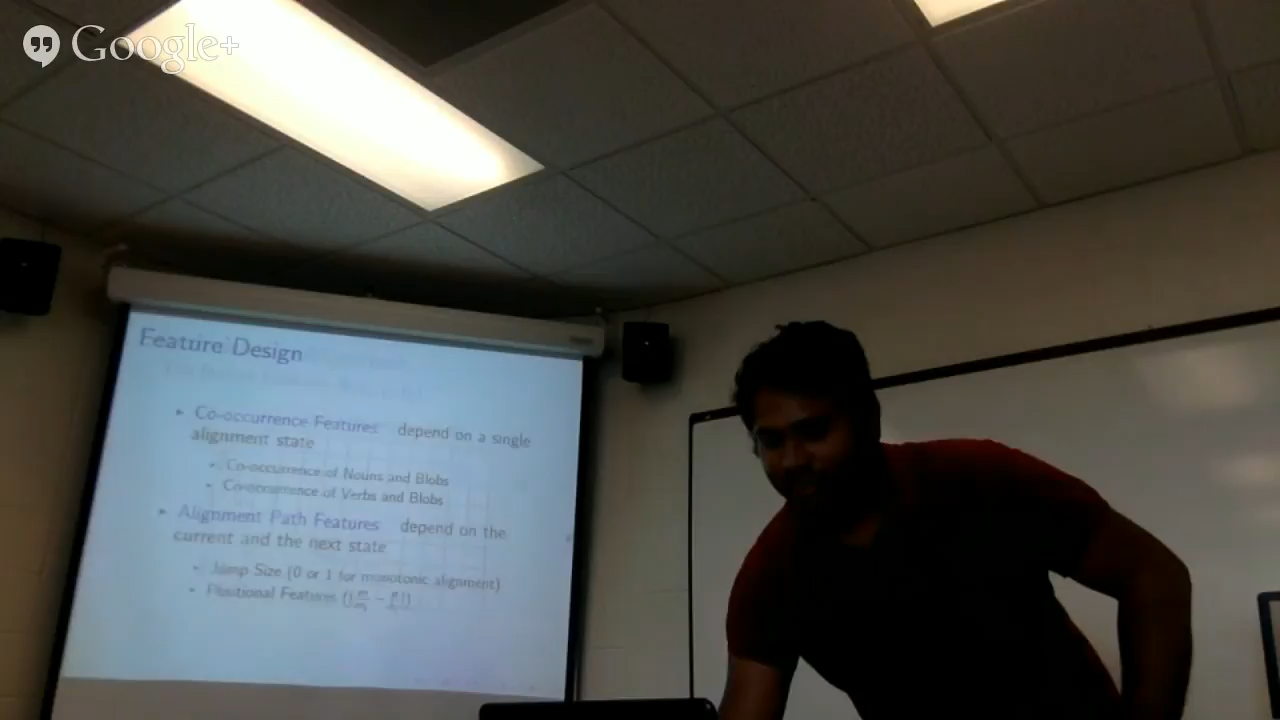 Google+
Feature Design
Co-occurrence Features depend on a single
alignment state
Co-occurrence of Nouns and Blobs
Co-occurrence of Verbs and Blobs
Alignment Path Features depend on the
current and the next state
Jump Size (0 or 1 for monotonic alignment)
Positional Features